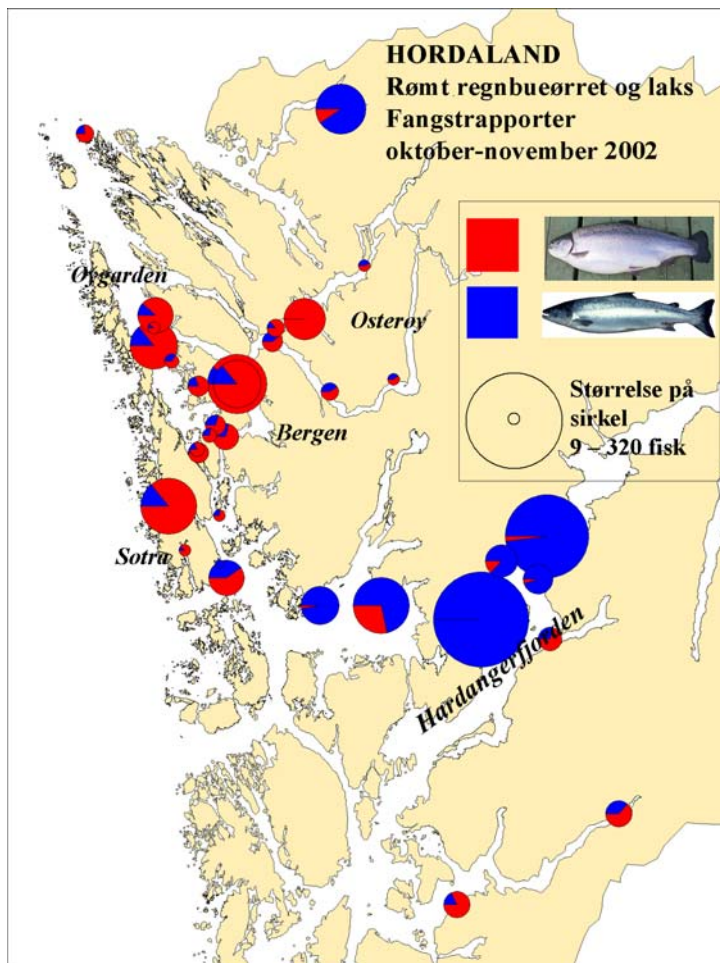 HORDALAND
Rømt regnbueørret og laks
Fangstrapporter
oktober-november 2002
Øygarden
Osterøy
Størrelse på
sirkel
9 – 320 fisk
Bergen
Sotra
Hardangerfjorden